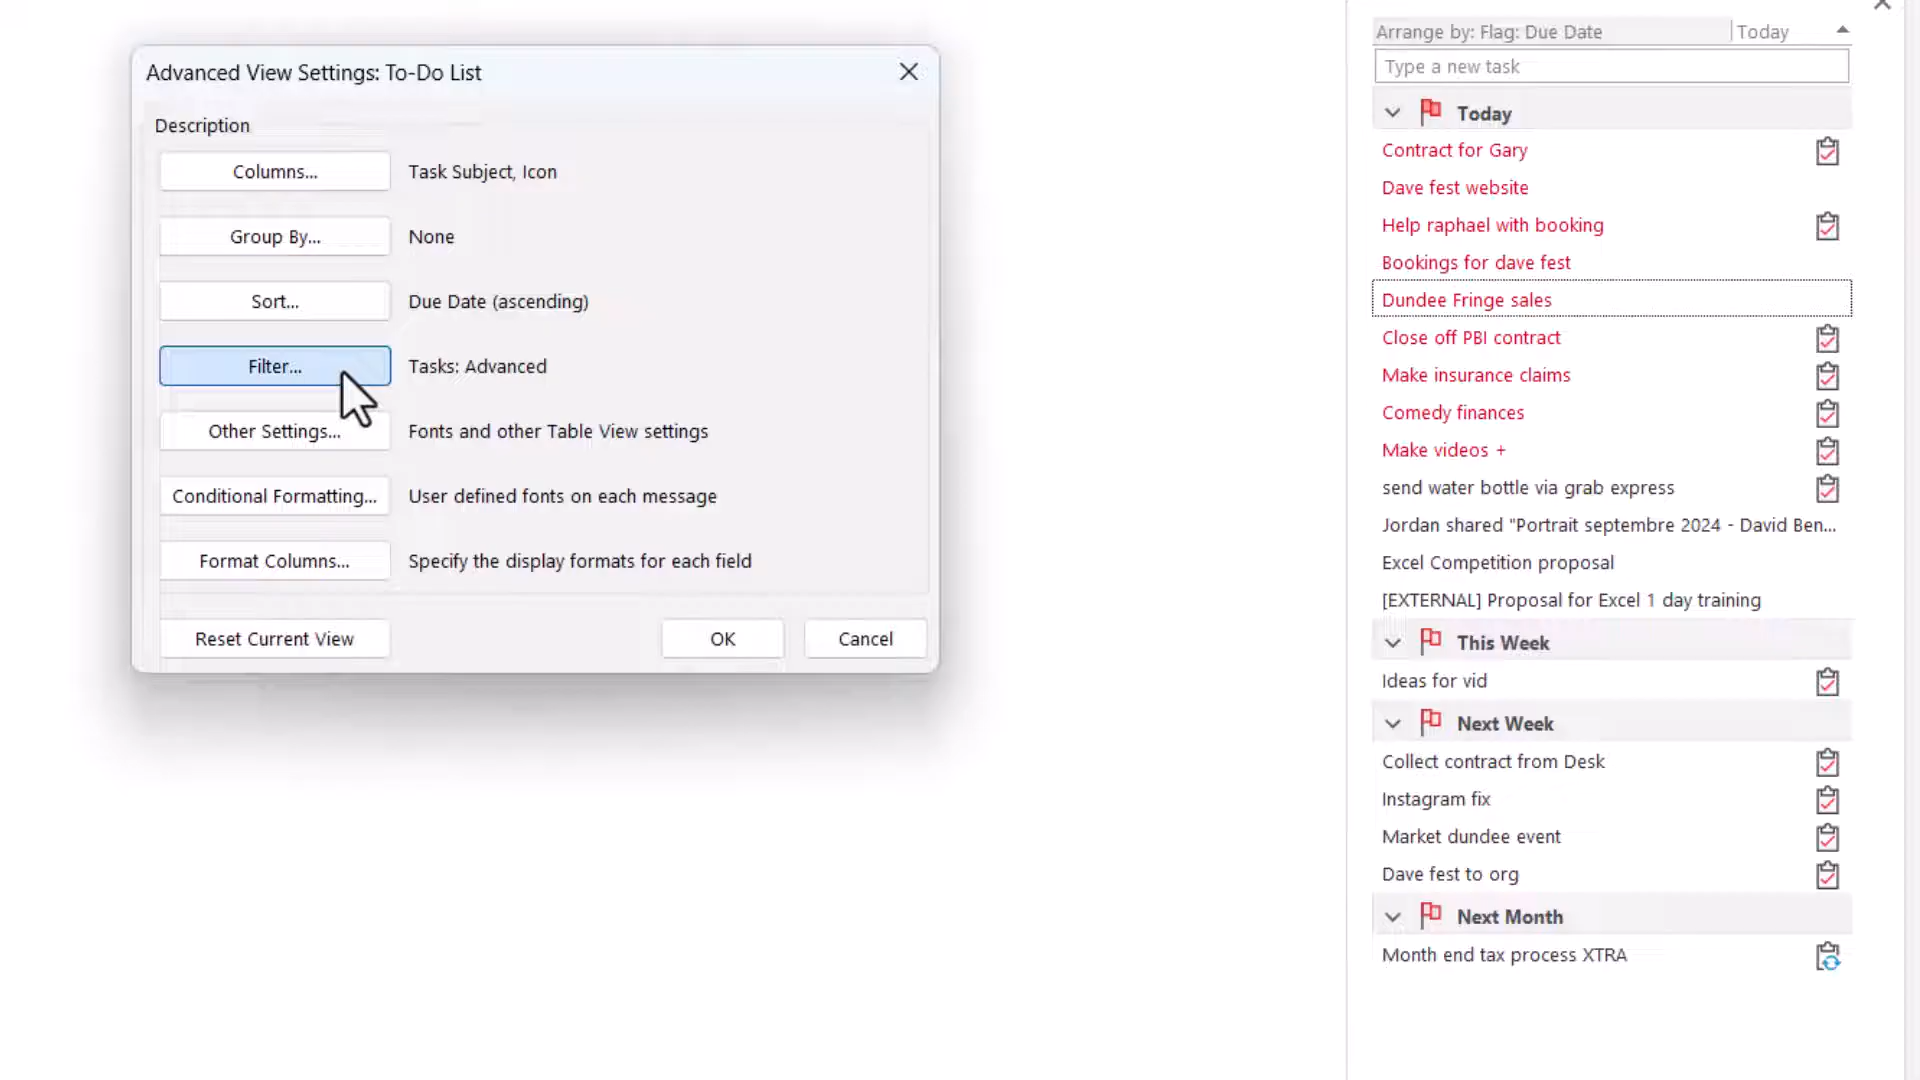 Advanced View Settings: To-Do List
Description
Columns... Task Subject, Icon
Group By... None
Sort... Due Date (ascending)
Filter... Tasks: Advanced
Other Settings... Fonts and other Table View settings
Conditional Formatting... User defined fonts on each message
Format Columns... Specify the display formats for each field
Reset Current View OK Cancel
Arrange by: Flag: Due Date Today
Type a new task
Today
Contract for Gary
Dave fest website
Help raphael with booking
Bookings for dave fest
Dundee Fringe sales
Close off PBI contract
Make insurance claims
Comedy finances
Make videos +
send water bottle via grab express
Jordan shared "Portrait septembre 2024 - David Ben...
Excel Competition proposal
[EXTERNAL] Proposal for Excel 1 day training
This Week
Ideas for vid
Next Week
Collect contract from Desk
Instagram fix
Market dundee event
Dave fest to org
Next Month
Month end tax process XTRA